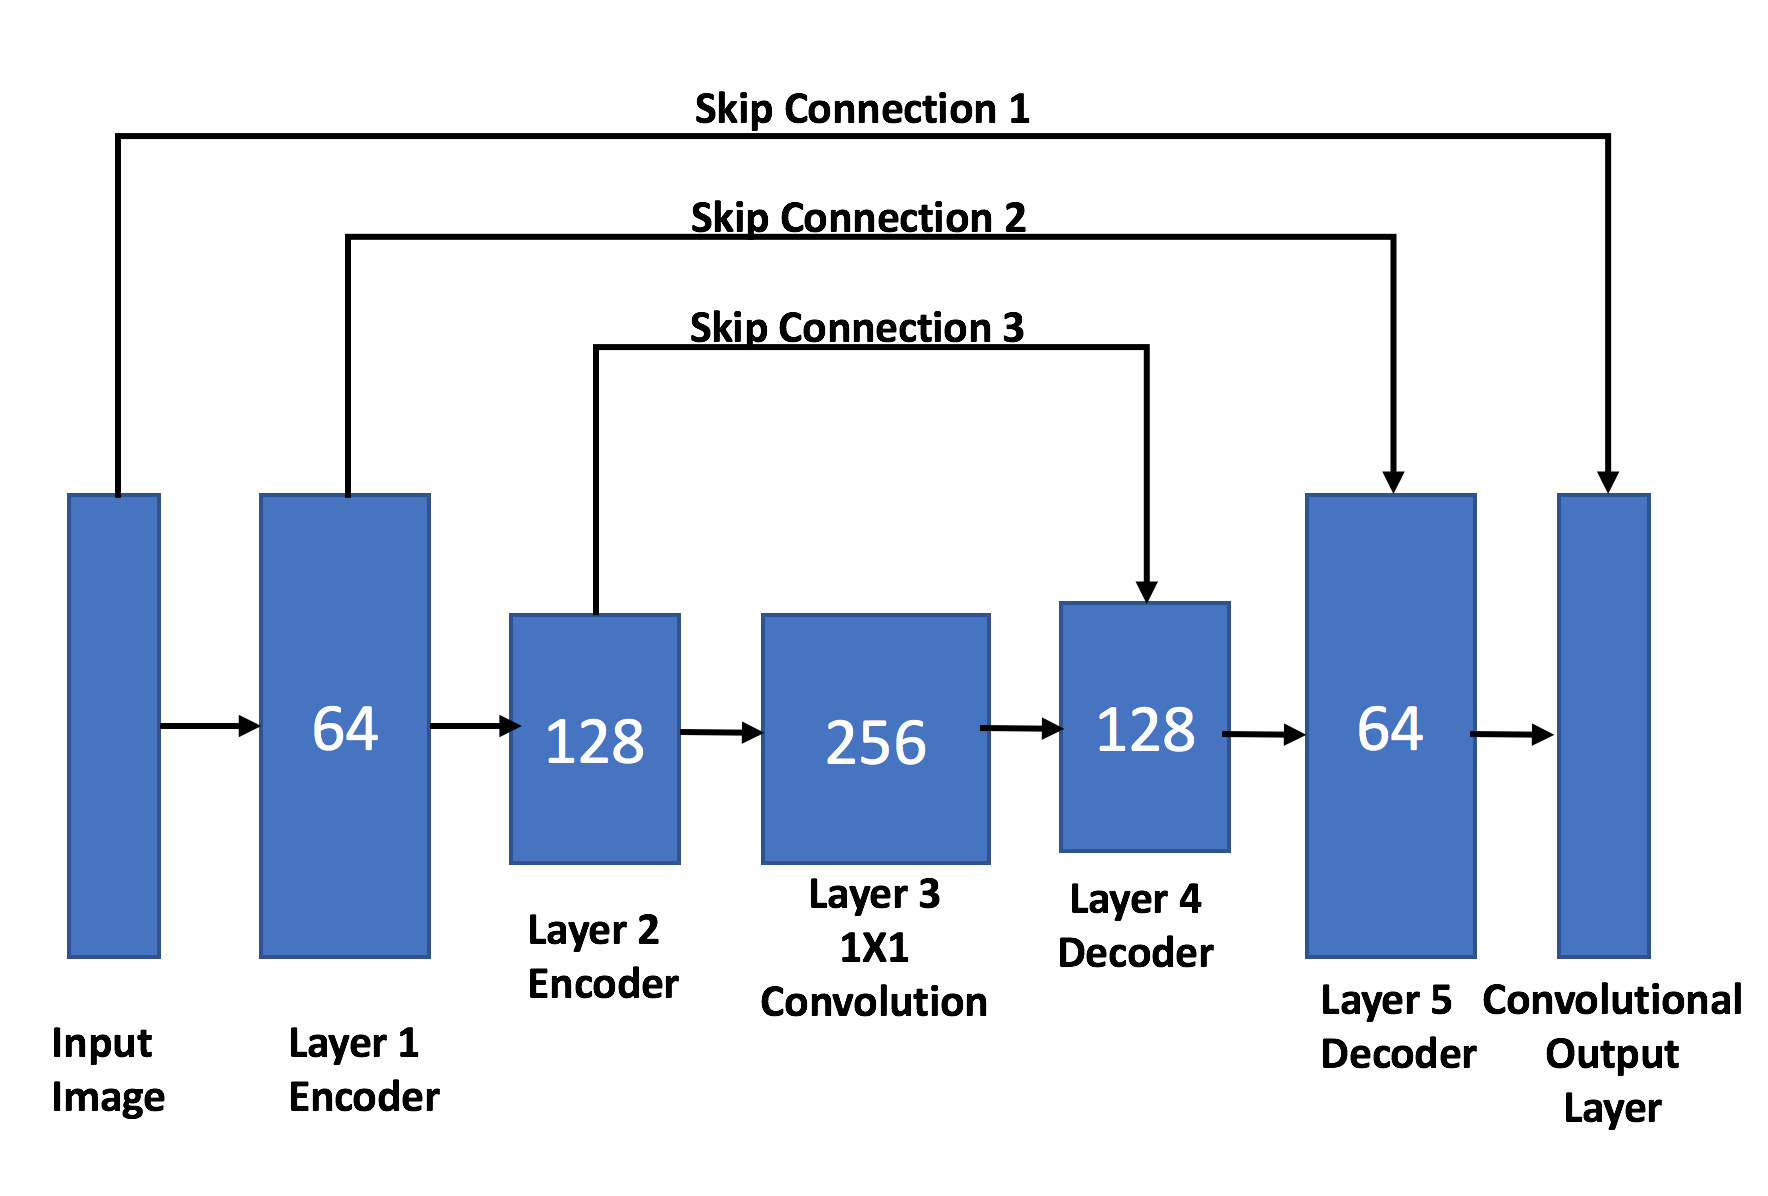 Skip Connection 1
Skip Connection 2
Skip Connection 3
64
128
256
128
64
Input
Image
Layer 1
Encoder
Layer 2
Encoder
Layer 3
1X1
Convolution
Layer 4
Decoder
Layer 5
Decoder
Convolutional
Output
Layer